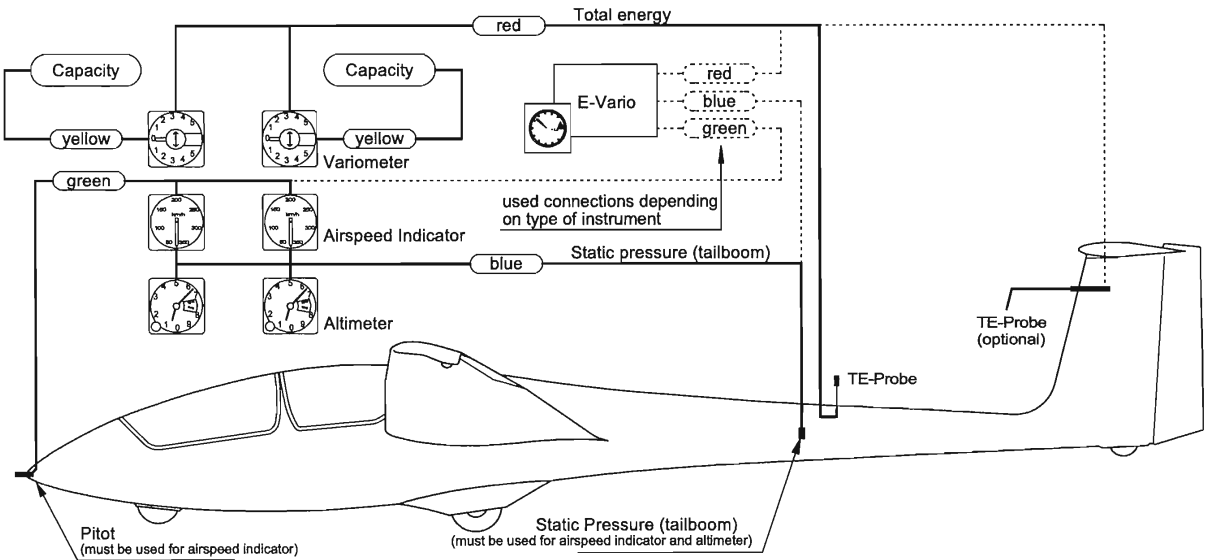 Total energy
red
Capacity
Capacity
yellow
yellow
Variometer
E-Vario
red
blue
green
green
used connections depending
on type of instrument
Airspeed Indicator
km/h
km/h
Static pressure (tailboom)
blue
Altimeter
TE-Probe
(optional)
TE-Probe
Pitot
(must be used for airspeed indicator)
Static Pressure (tailboom)
(must be used for airspeed indicator and altimeter)